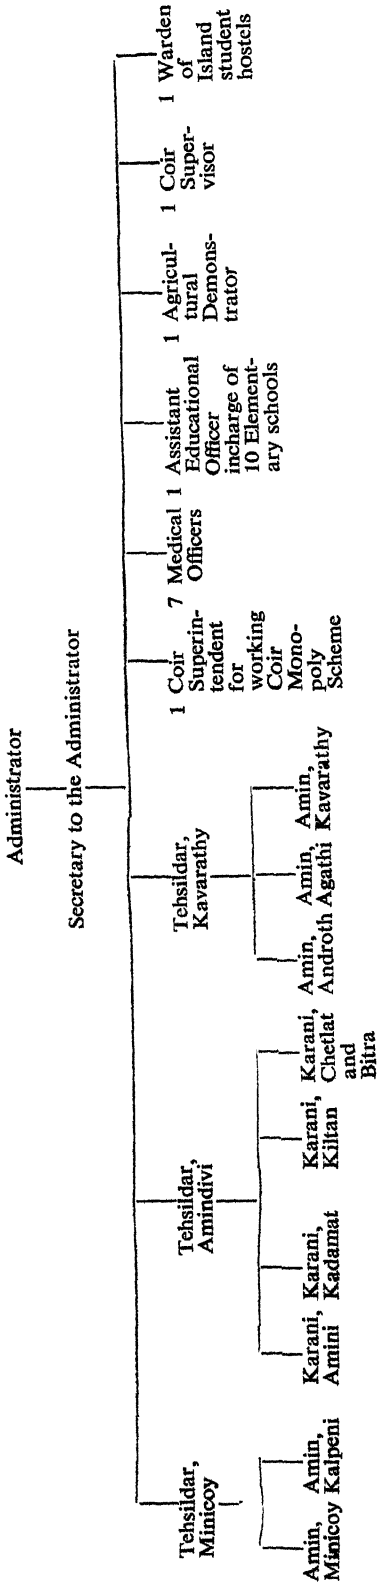 Administrator
Secretary to the Administrator
Tehsildar,
Minicoy
Tehsildar,
Amindivi
Tehsildar,
Kavarathy
1 Coir
Superin-
tendent
for
working
Coir
Mono-
poly
Scheme
7 Medical
Officers
1 Assistant
Educational
Officer
incharge of
10 Element-
ary schools
1 Agricul-
tural
Demons-
trator
1 Coir
Super-
visor
1 Warden
of
Island
student
hostels
Amin,
Minicoy
Amin,
Kalpeni
Karani,
Amini
Karani,
Kadamat
Karani,
Kiltan
Karani,
Chetlat
and
Bitra
Amin,
Androth
Amin,
Agathi
Amin,
Kavarathy